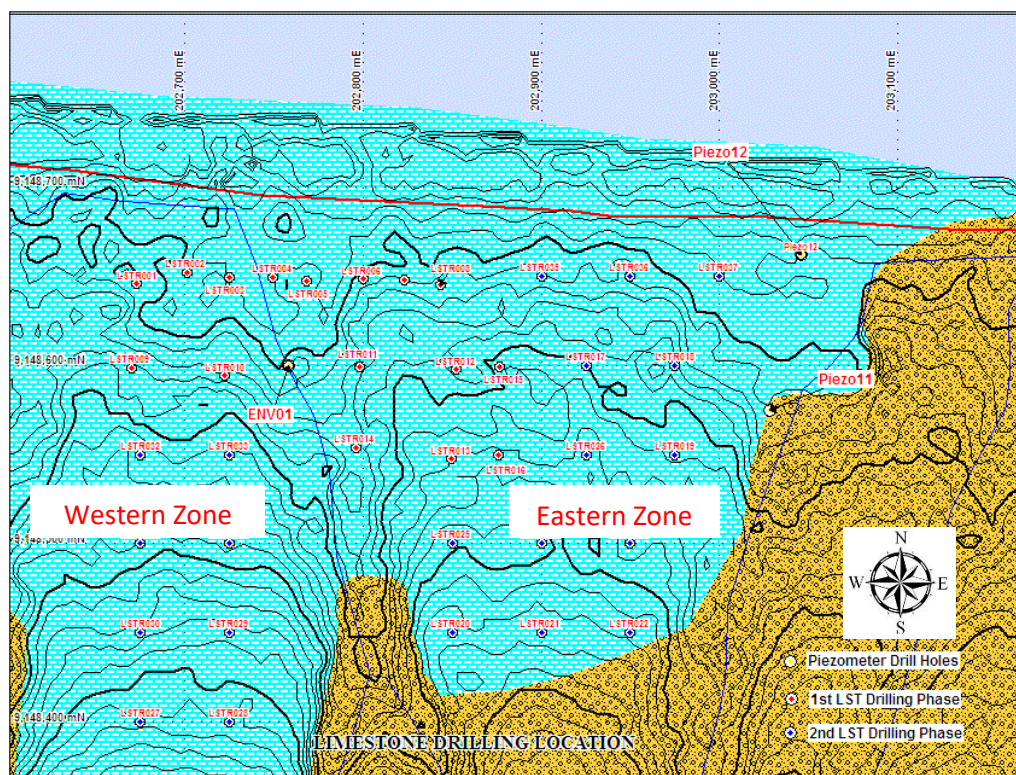 202,700 mE
202,800 mE
202,900 mE
203,000 mE
203,100 mE
Piezo12
9,148,700 mN
Piezo12
LSTR001
LSTR002
LSTR003
LSTR004
LSTR005
LSTR006
LSTR008
LSTR035
LSTR036
LSTR037
9,148,600 mN
LSTR009
LSTR010
LSTR011
LSTR012
LSTR015
LSTR017
LSTR018
Piezo11
ENV01
LSTR032
LSTR033
LSTR014
LSTR013
LSTR016
LSTR026
LSTR019
Western Zone
Eastern Zone
LSTR025
N
W
E
S
LSTR030
LSTR029
LSTR020
LSTR021
LSTR022
Piezometer Drill Holes
1st LST Drilling Phase
2nd LST Drilling Phase
9,148,400 mN
LSTR027
LSTR028
LIMESTONE DRILLING LOCATION